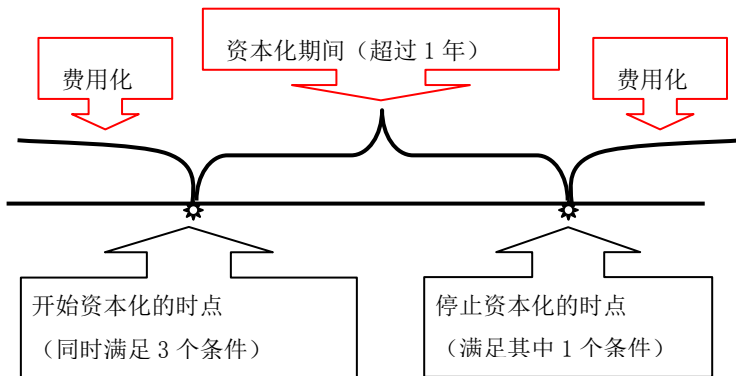 资本化期间（超过 1 年）
费用化
费用化
开始资本化的时点
（同时满足 3 个条件）
停止资本化的时点
（满足其中 1 个条件）